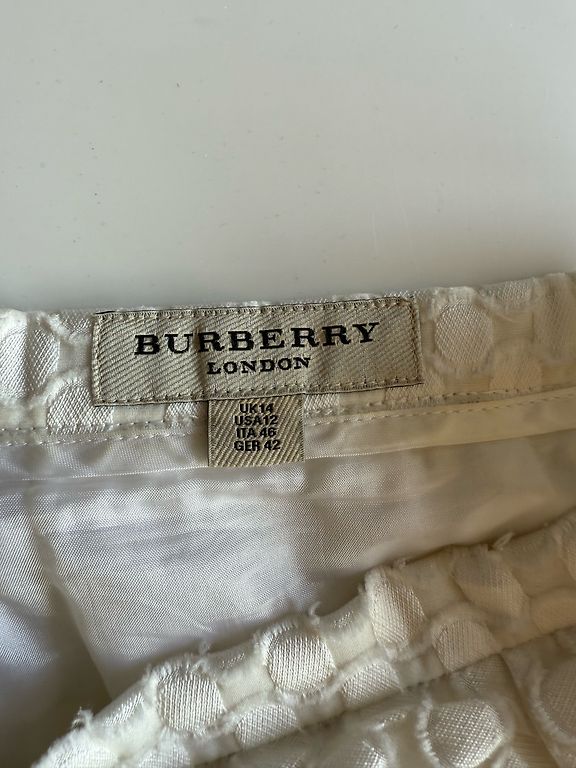 BURBERRY
LONDON
UK14
USA12
ITA 46
GER 42